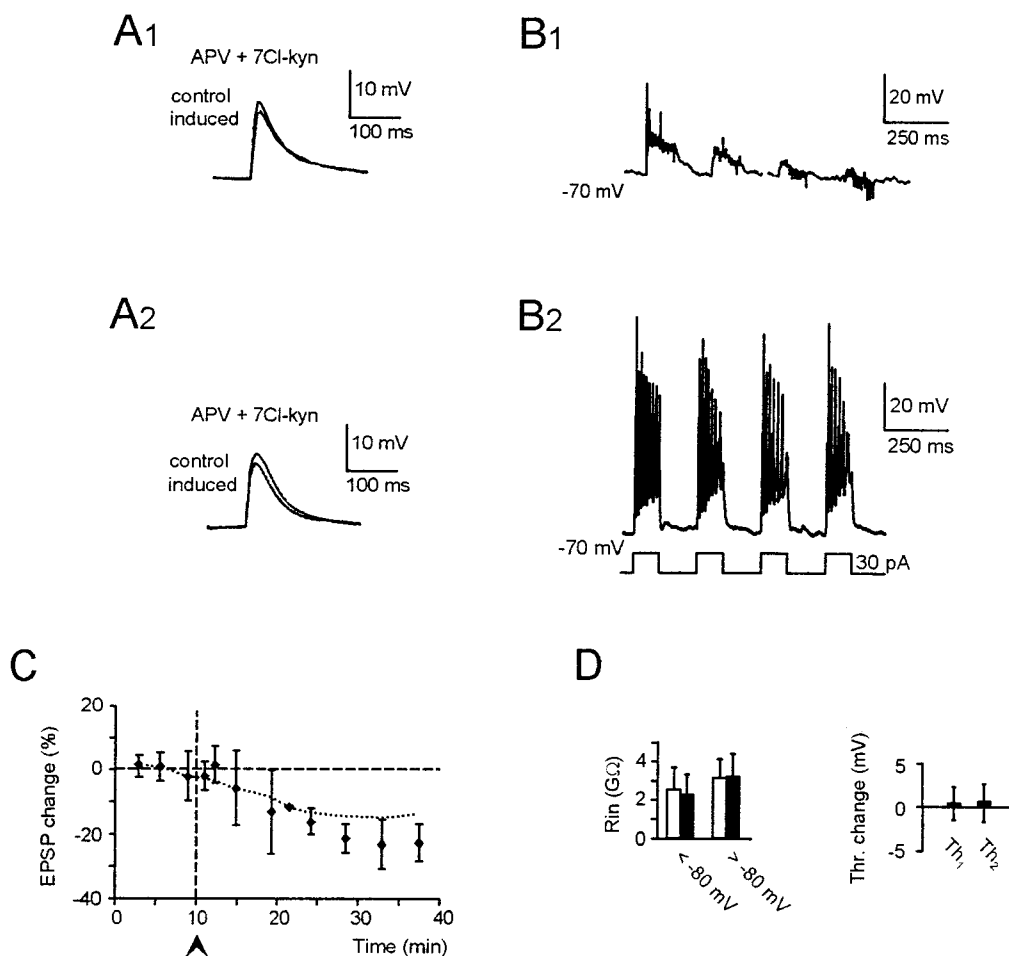 A1
APV + 7Cl-kyn
control
induced
10 mV
100 ms
B1
20 mV
250 ms
-70 mV
A2
APV + 7Cl-kyn
control
induced
10 mV
100 ms
B2
20 mV
250 ms
-70 mV
30 pA
C
EPSP change (%)
20
0
-20
-40
0
10
20
30
40
Time (min)
D
Rin (GΩ)
4
2
0
< -80 mV
> -80 mV
Thr. change (mV)
5
0
-5
Th1
Th2